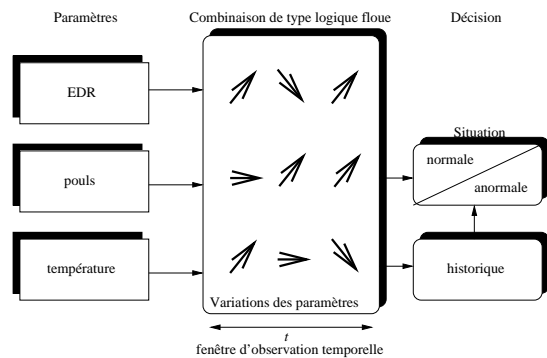 Paramètres
Combinaison de type logique floue
Décision
EDR
pouls
température
Variations des paramètres
t
fenêtre d'observation temporelle
Situation
normale
anormale
historique